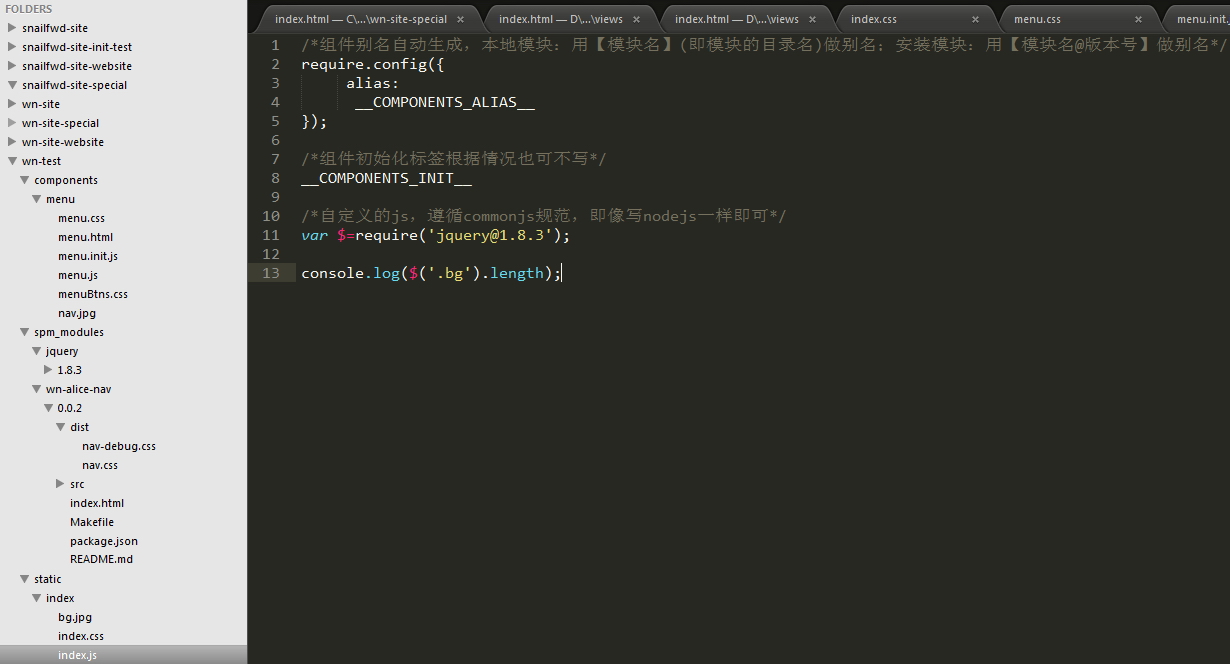 FOLDERS
snailfwd-site
snailfwd-site-init-test
snailfwd-site-website
snailfwd-site-special
wn-site
wn-site-special
wn-site-website
wn-test
components
menu
menu.css
menu.html
menu.init.js
menu.js
menuBtns.css
nav.jpg
spm_modules
jquery
1.8.3
wn-alice-nav
0.0.2
dist
nav-debug.css
nav.css
src
index.html
Makefile
package.json
README.md
static
index
bg.jpg
index.css
index.js
index.html — C\...\wn-site-special ×
index.html — D\...\views ×
index.html — D\...\views ×
index.css ×
menu.css ×
menu.init.
1 /*组件别名自动生成，本地模块：用【模块名】(即模块的目录名)做别名；安装模块：用【模块名@版本号】做别名*/
2 require.config({
3 alias:
4 __COMPONENTS_ALIAS__
5 });
6
7 /*组件初始化标签根据情况也可不写*/
8 __COMPONENTS_INIT__
9
10 /*自定义的js，遵循commonjs规范，即像写nodejs一样即可*/
11 var $=require('jquery@1.8.3');
12
13 console.log($('.bg').length);